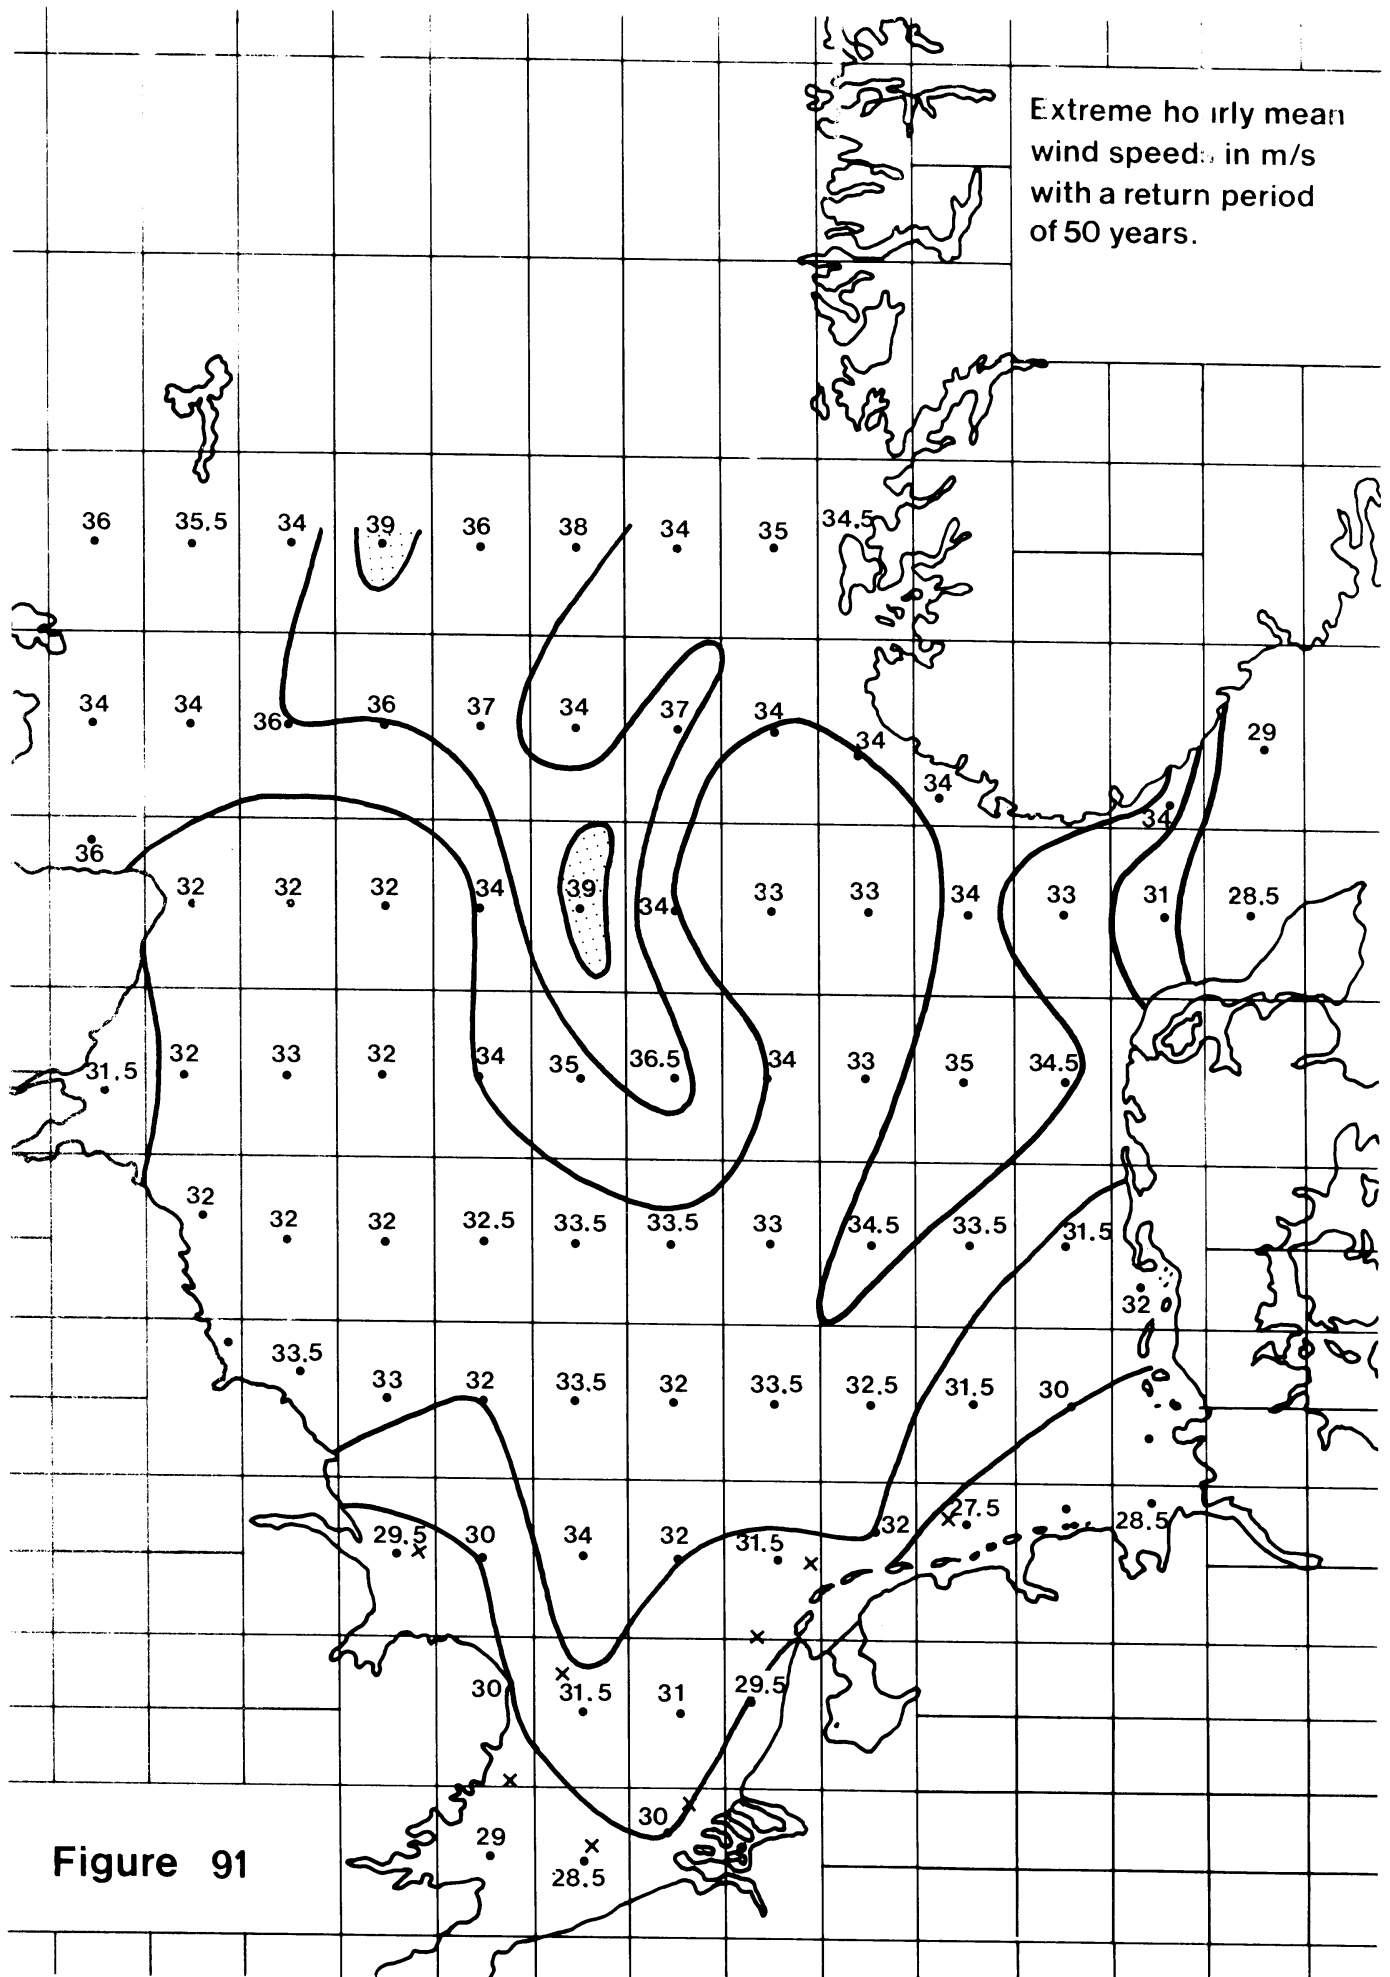 Extreme ho irly mean
wind speeds in m/s
with a return period
of 50 years.
36 35.5 34 39 36 38 34 35 34.5
34 34 36 36 37 34 37 34 34 29
34 34
36
32 32 32 34 39 34 33 33 34 33 31 28.5
31.5 32 33 32 34 35 36.5 34 33 35 34.5
32 32 32 32.5 33.5 33.5 33 34.5 33.5 31.5
32
33.5 33 32 33.5 32 33.5 32.5 31.5 30
29.5 30 34 32 31.5 32 27.5 28.5
30 31.5 31 29.5
30
29 28.5
Figure 91